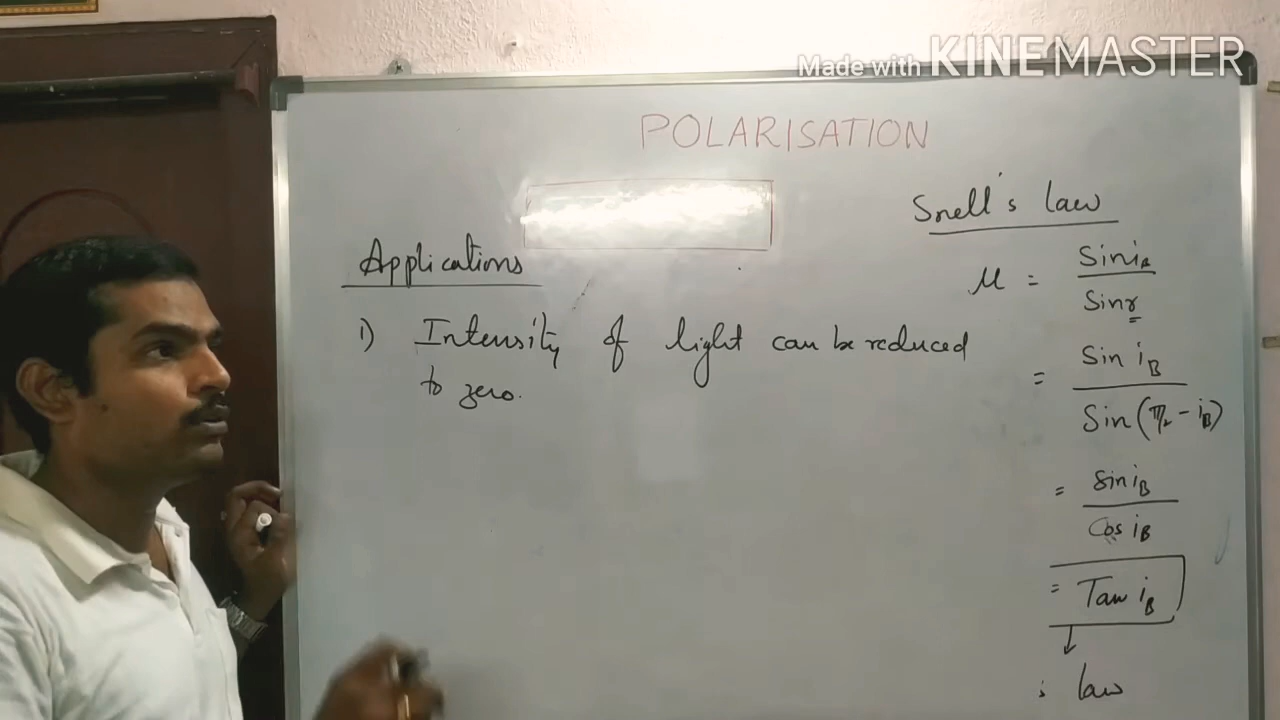 Made with KINEMASTER
POLARISATION
Applications
1) Intensity of light can be reduced
to zero.
Snell's law
μ = Sin i_B / Sin r
= Sin i_B / Sin (π/2 - i_B)
= Sin i_B / Cos i_B
= Tan i_B
↓
's law